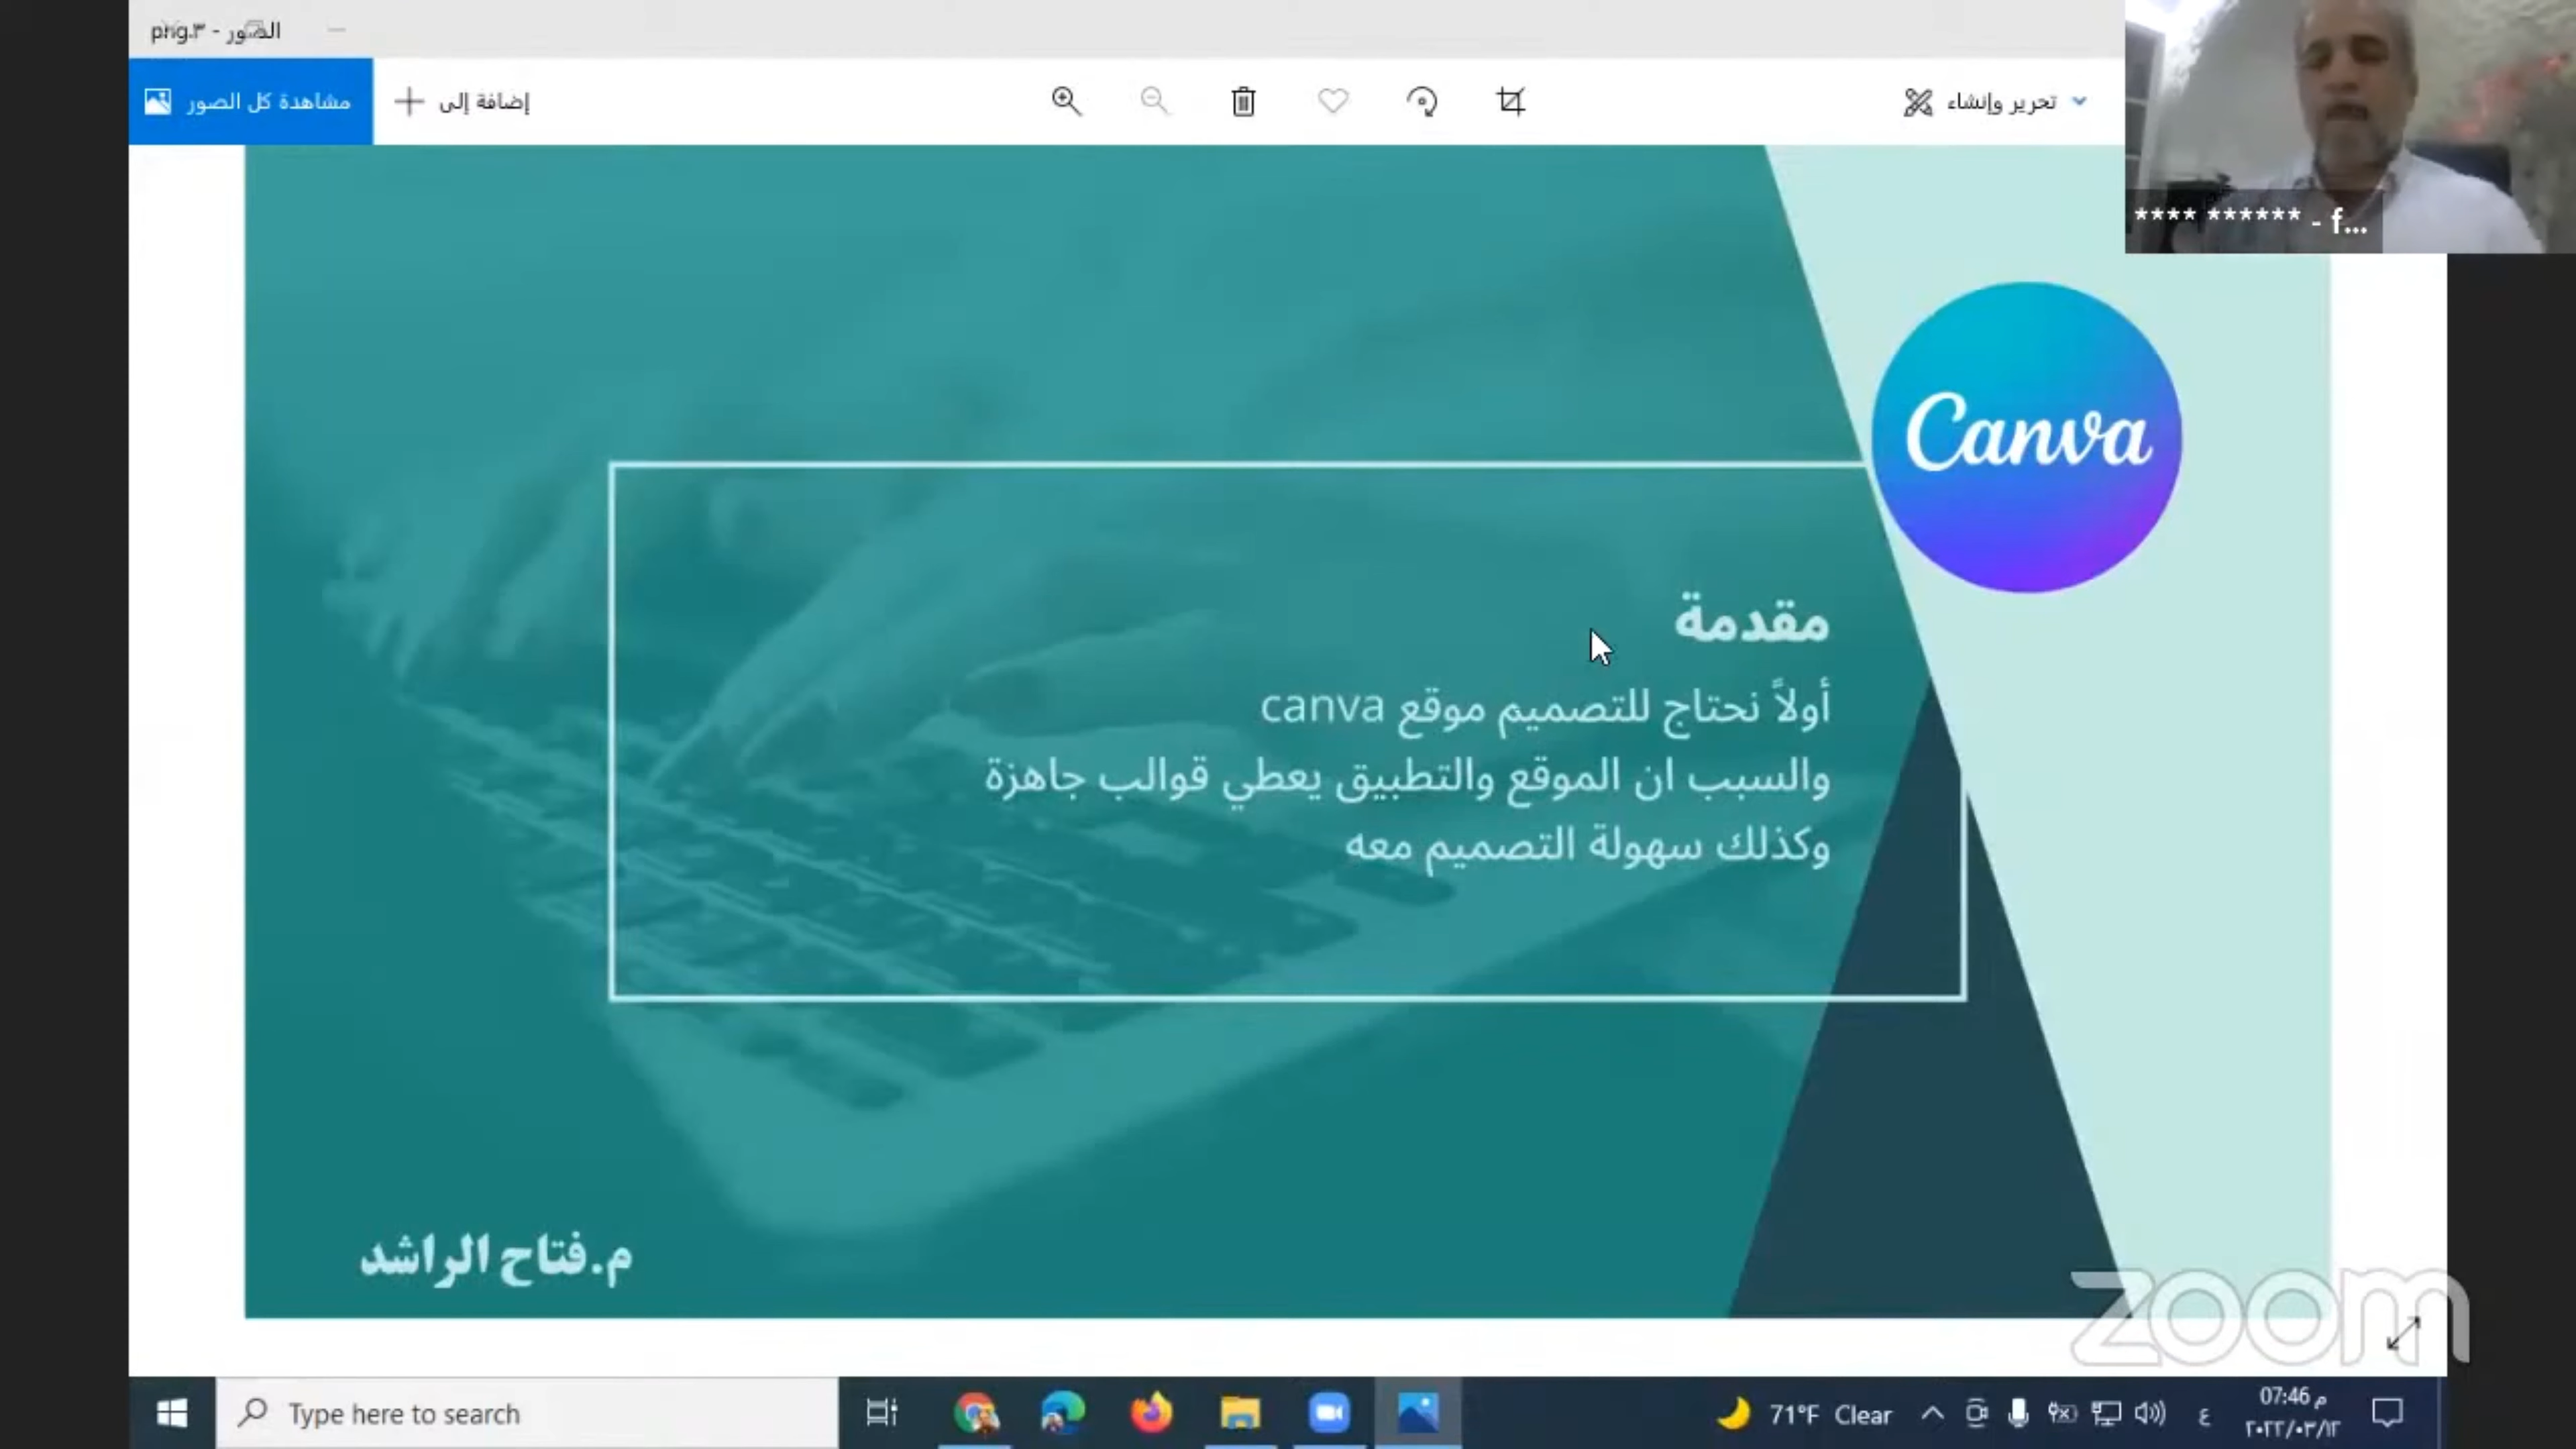 الصور - ٣.png
مشاهدة كل الصور
إضافة إلى
تحرير وإنشاء
**** ****** - f...
Canva
مقدمة
أولاً نحتاج للتصميم موقع canva
والسبب ان الموقع والتطبيق يعطي قوالب جاهزة
وكذلك سهولة التصميم معه
م.فتاح الراشد
zoom
Type here to search
71°F Clear
ع
07:46 م
٢٠٢٢/٠٣/١٢